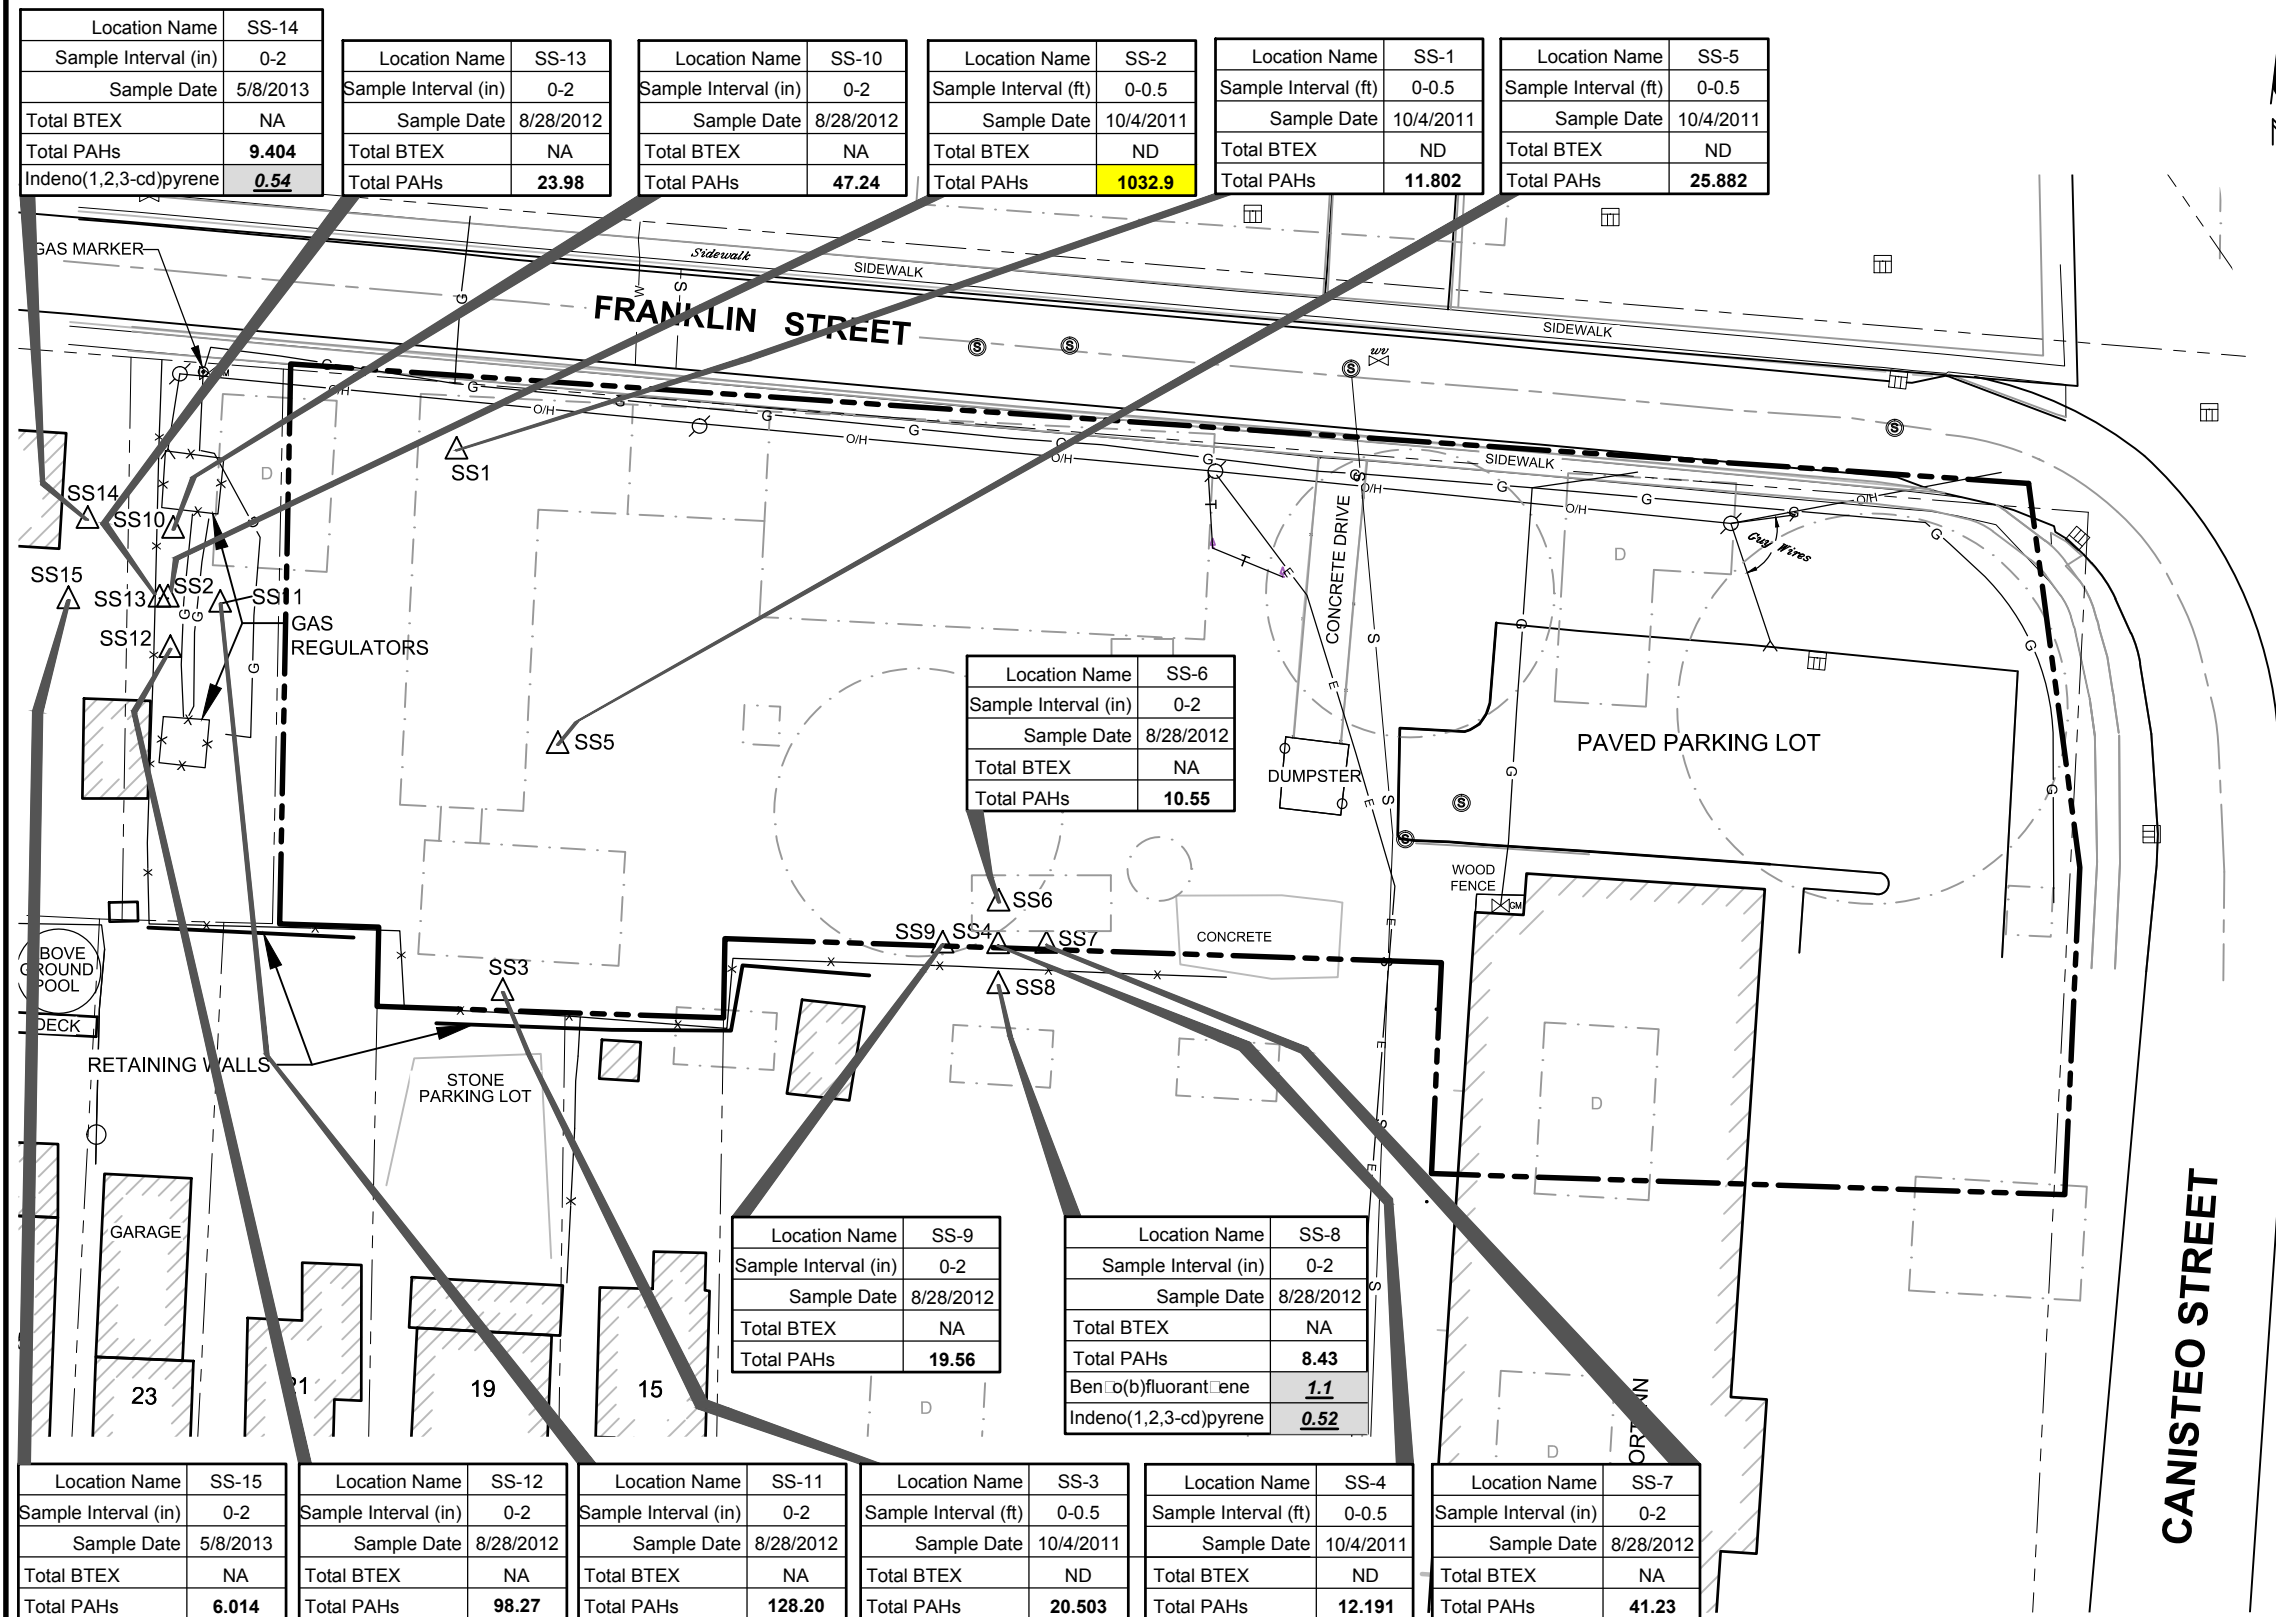 Location Name SS-14
Sample Interval (in) 0-2
Sample Date 5/8/2013
Total BTEX NA
Total PAHs 9.404
Indeno(1,2,3-cd)pyrene 0.54
Location Name SS-13
Sample Interval (in) 0-2
Sample Date 8/28/2012
Total BTEX NA
Total PAHs 23.98
Location Name SS-10
Sample Interval (in) 0-2
Sample Date 8/28/2012
Total BTEX NA
Total PAHs 47.24
Location Name SS-2
Sample Interval (ft) 0-0.5
Sample Date 10/4/2011
Total BTEX ND
Total PAHs 1032.9
Location Name SS-1
Sample Interval (ft) 0-0.5
Sample Date 10/4/2011
Total BTEX ND
Total PAHs 11.802
Location Name SS-5
Sample Interval (ft) 0-0.5
Sample Date 10/4/2011
Total BTEX ND
Total PAHs 25.882
GAS MARKER
Sidewalk
SIDEWALK
FRANKLIN STREET
SIDEWALK
wv
SIDEWALK
SS1
SS14
SS10
SS15
SS13
SS2
SS11
SS12
GAS
REGULATORS
CONCRETE DRIVE
Guy Wires
SS5
Location Name SS-6
Sample Interval (in) 0-2
Sample Date 8/28/2012
Total BTEX NA
Total PAHs 10.55
DUMPSTER
PAVED PARKING LOT
WOOD
FENCE
GM
SS6
SS9
SS4
SS7
SS8
CONCRETE
SS3
BOVE
GROUND
POOL
DECK
RETAINING WALLS
STONE
PARKING LOT
GARAGE
23
21
19
15
D
D
D
D
D
Location Name SS-9
Sample Interval (in) 0-2
Sample Date 8/28/2012
Total BTEX NA
Total PAHs 19.56
Location Name SS-8
Sample Interval (in) 0-2
Sample Date 8/28/2012
Total BTEX NA
Total PAHs 8.43
Ben□o(b)fluorant□ene 1.1
Indeno(1,2,3-cd)pyrene 0.52
CANISTEO STREET
Location Name SS-15
Sample Interval (in) 0-2
Sample Date 5/8/2013
Total BTEX NA
Total PAHs 6.014
Location Name SS-12
Sample Interval (in) 0-2
Sample Date 8/28/2012
Total BTEX NA
Total PAHs 98.27
Location Name SS-11
Sample Interval (in) 0-2
Sample Date 8/28/2012
Total BTEX NA
Total PAHs 128.20
Location Name SS-3
Sample Interval (ft) 0-0.5
Sample Date 10/4/2011
Total BTEX ND
Total PAHs 20.503
Location Name SS-4
Sample Interval (ft) 0-0.5
Sample Date 10/4/2011
Total BTEX ND
Total PAHs 12.191
Location Name SS-7
Sample Interval (in) 0-2
Sample Date 8/28/2012
Total BTEX NA
Total PAHs 41.23